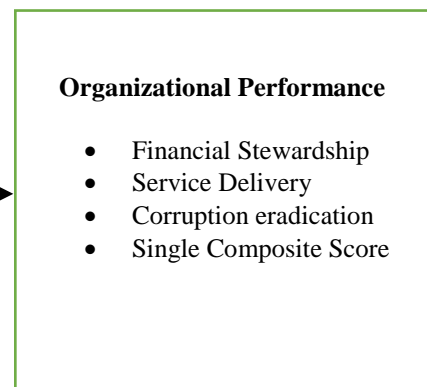 Organizational Performance
• Financial Stewardship
• Service Delivery
• Corruption eradication
• Single Composite Score